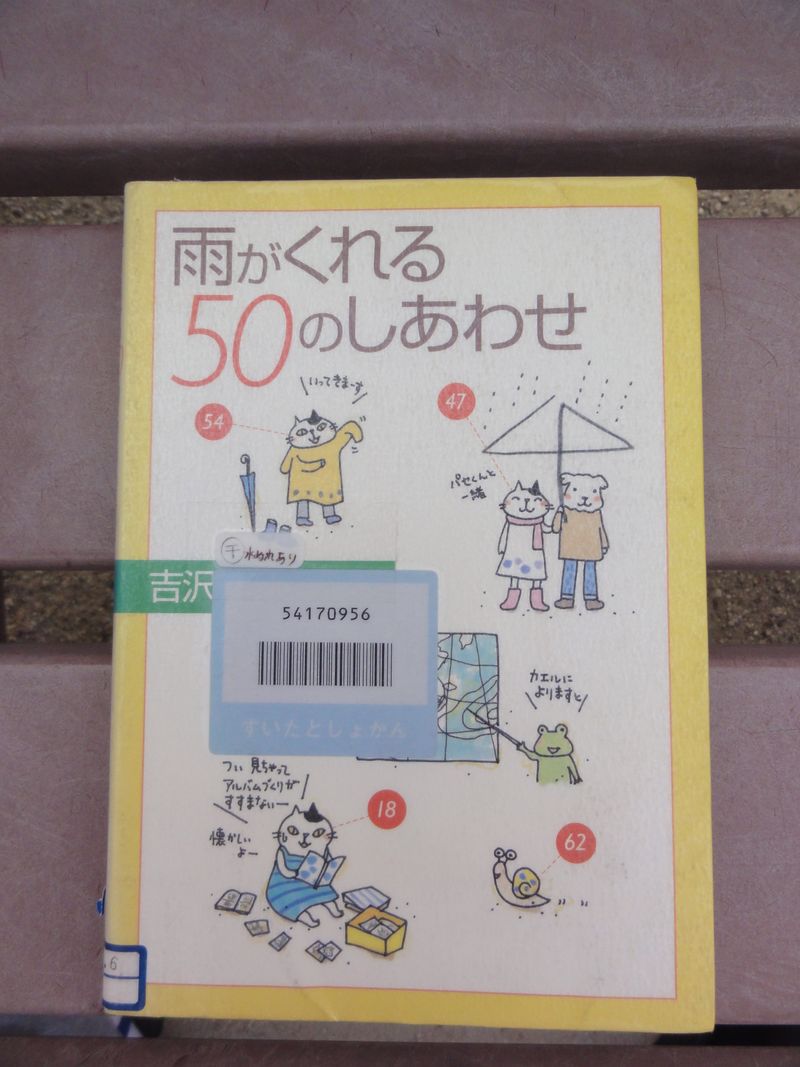 雨がくれる
50のしあわせ
いってきまーす
54
47
パセくんと
一緒
干 水ぬれあり
吉沢
54170956
すいたとしょかん
カエルに
よりますと
つい 見ちゃって
アルバムづくりが
すすまないー
18
懐かしい
よー
62
.6